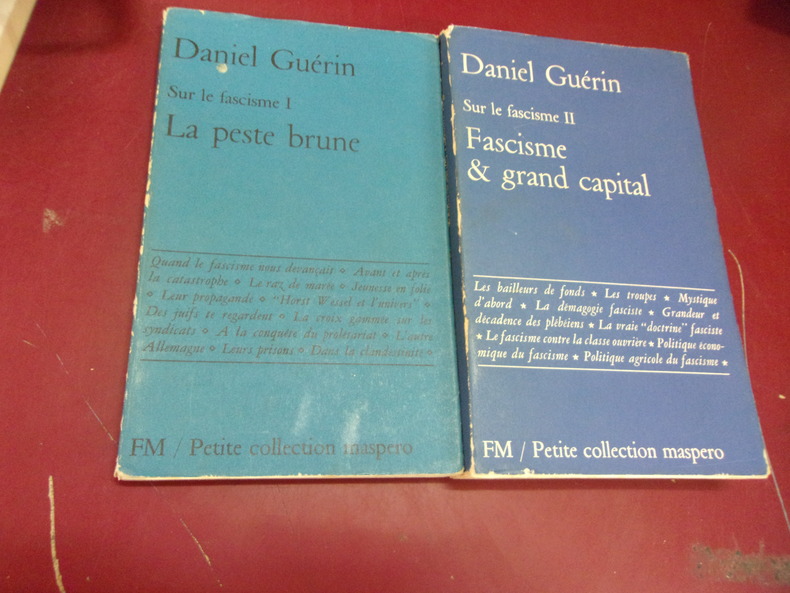 Daniel Guérin
Sur le fascisme I
La peste brune
Quand le fascisme nous devançait ❖ Avant et après
la catastrophe ❖ Le raz de marée ❖ Jeunesse en folie
❖ Leur propagande ❖ "Horst Wessel et l'univers" ❖
Des juifs te regardent ❖ La croix gammée sur les
syndicats ❖ A la conquête du prolétariat ❖ L'autre
Allemagne ❖ Leurs prisons ❖ Dans la clandestinité ❖
FM / Petite collection maspero
Daniel Guérin
Sur le fascisme II
Fascisme
& grand capital
Les bailleurs de fonds ★ Les troupes ★ Mystique
d'abord ★ La démagogie fasciste ★ Grandeur et
décadence des plébéiens ★ La vraie "doctrine" fasciste
★ Le fascisme contre la classe ouvrière ★ Politique écono-
mique du fascisme ★ Politique agricole du fascisme ★
FM / Petite collection maspero